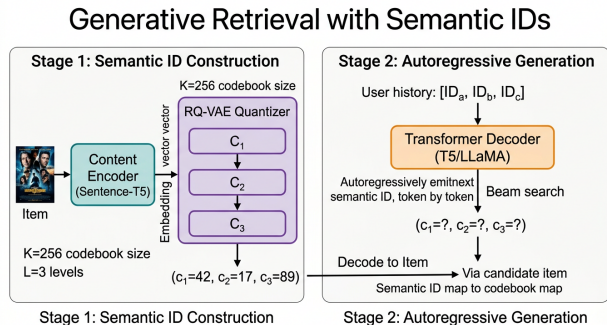 Generative Retrieval with Semantic IDs
Stage 1: Semantic ID Construction
K=256 codebook size
RQ-VAE Quantizer
C₁
C₂
C₃
Content
Encoder
(Sentence-T5)
Embedding vector vector
Item
K=256 codebook size
L=3 levels
(c₁=42, c₂=17, c₃=89)
Stage 2: Autoregressive Generation
User history: [IDₐ, ID_b, ID_c]
Transformer Decoder
(T5/LLaMA)
Autoregressively emitnext
semantic ID, token by token
Beam search
(c₁=?, c₂=?, c₃=?)
Decode to Item
Via candidate item
Semantic ID map to codebook map
Stage 1: Semantic ID Construction
Stage 2: Autoregressive Generation